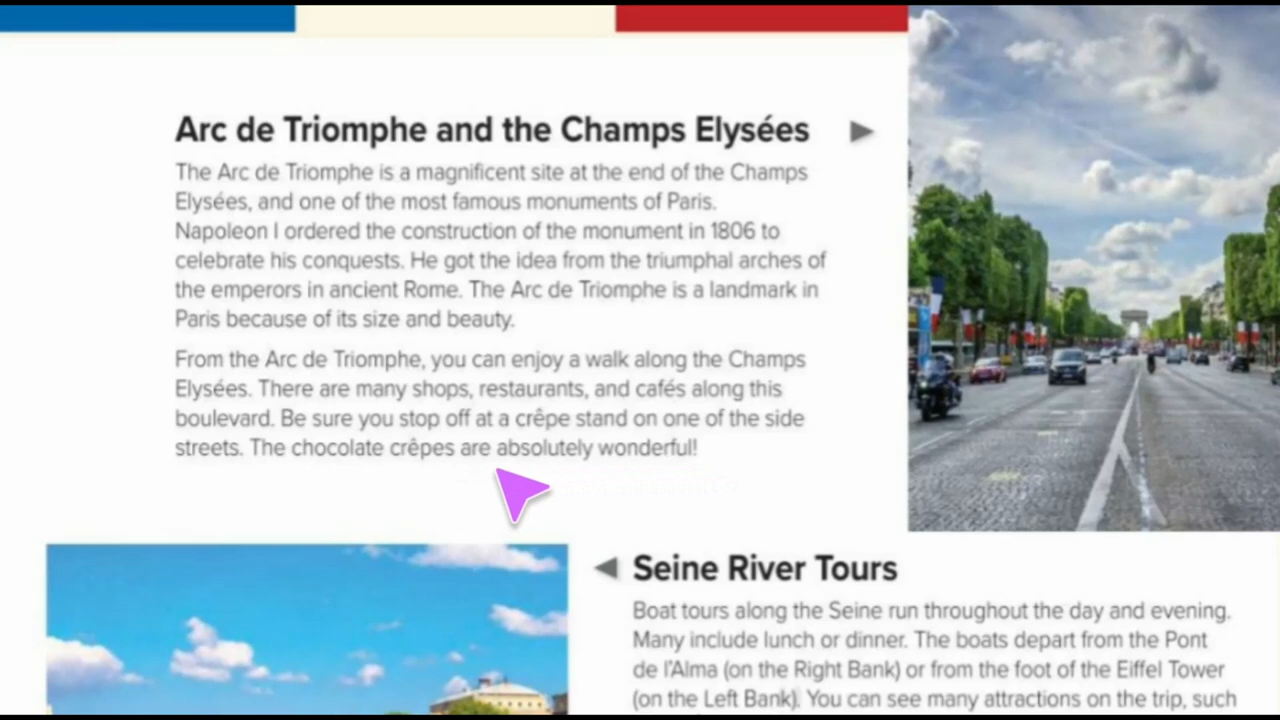 Arc de Triomphe and the Champs Elysées
The Arc de Triomphe is a magnificent site at the end of the Champs
Elysées, and one of the most famous monuments of Paris.
Napoleon I ordered the construction of the monument in 1806 to
celebrate his conquests. He got the idea from the triumphal arches of
the emperors in ancient Rome. The Arc de Triomphe is a landmark in
Paris because of its size and beauty.
From the Arc de Triomphe, you can enjoy a walk along the Champs
Elysées. There are many shops, restaurants, and cafés along this
boulevard. Be sure you stop off at a crêpe stand on one of the side
streets. The chocolate crêpes are absolutely wonderful!
Seine River Tours
Boat tours along the Seine run throughout the day and evening.
Many include lunch or dinner. The boats depart from the Pont
de l'Alma (on the Right Bank) or from the foot of the Eiffel Tower
(on the Left Bank). You can see many attractions on the trip, such